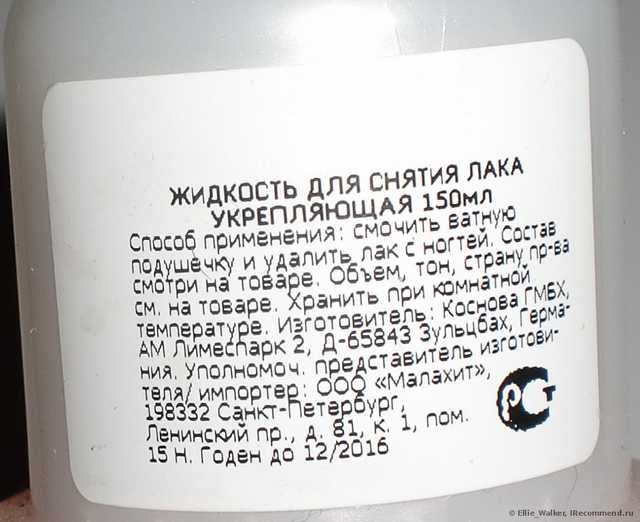 ЖИДКОСТЬ ДЛЯ СНЯТИЯ ЛАКА
УКРЕПЛЯЮЩАЯ 150мл
Способ применения: смочить ватную
подушечку и удалить лак с ногтей. Состав
смотри на товаре. Объем, тон, страну пр-ва
см. на товаре. Хранить при комнатной
температуре. Изготовитель: Коснова ГМБХ,
АМ Лимеспарк 2, Д-65843 Зульцбах, Герма-
ния. Уполномоч. представитель изготови-
теля/ импортер: ООО «Малахит»,
198332 Санкт-Петербург,
Ленинский пр., д. 81, к. 1, пом.
15 Н. Годен до 12/2016
РСТ
© Ellie_Walker, IRecommend.ru